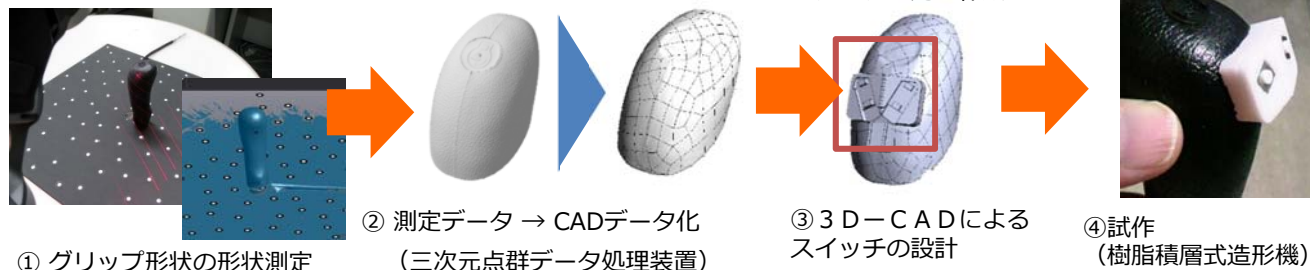 ① グリップ形状の形状測定
② 測定データ → CADデータ化
（三次元点群データ処理装置）
③３Ｄ－ＣＡＤによる
スイッチの設計
④試作
（樹脂積層式造形機）